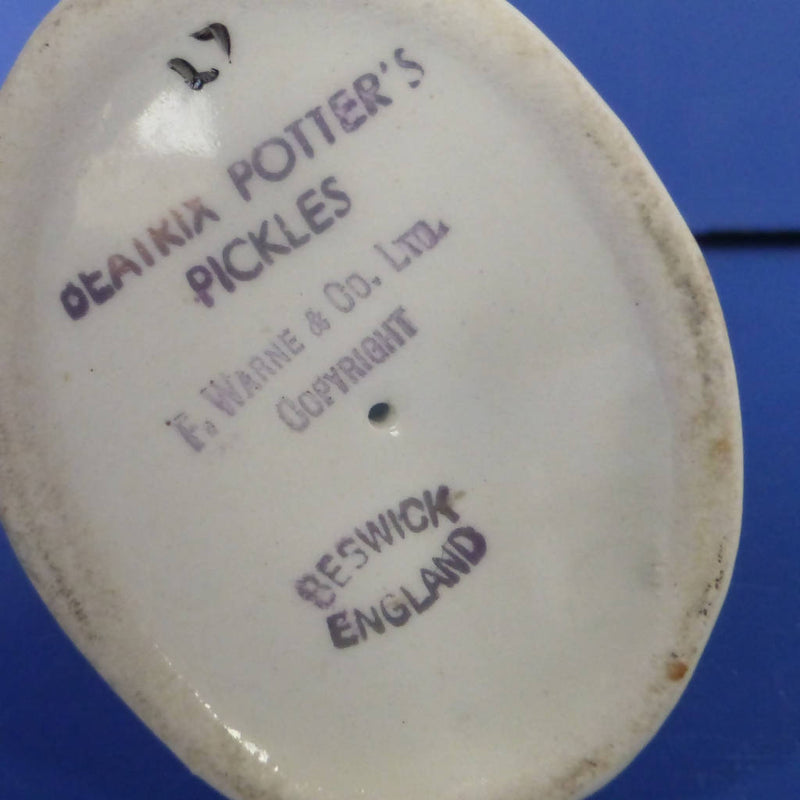 BEATRIX POTTER'S
PICKLES
F. WARNE & CO. LTD.
COPYRIGHT
BESWICK
ENGLAND